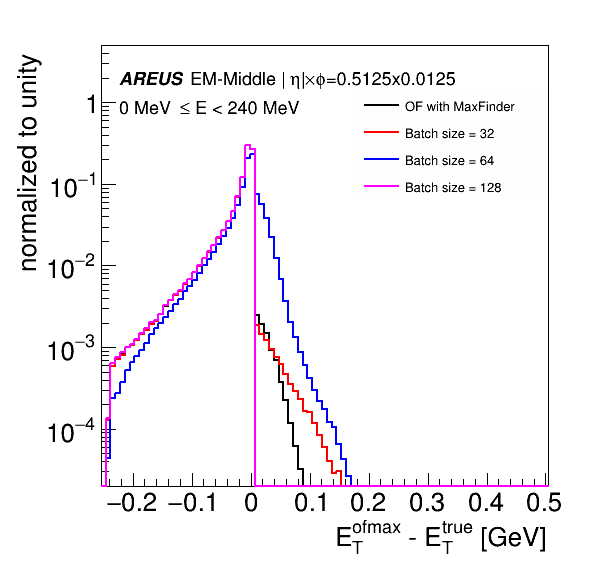 AREUS EM-Middle | η|×ϕ=0.5125x0.0125
0 MeV ≤ E < 240 MeV
OF with MaxFinder
Batch size = 32
Batch size = 64
Batch size = 128
normalized to unity
1
10⁻¹
10⁻²
10⁻³
10⁻⁴
−0.2 −0.1 0 0.1 0.2 0.3 0.4 0.5
E_T^ofmax - E_T^true [GeV]